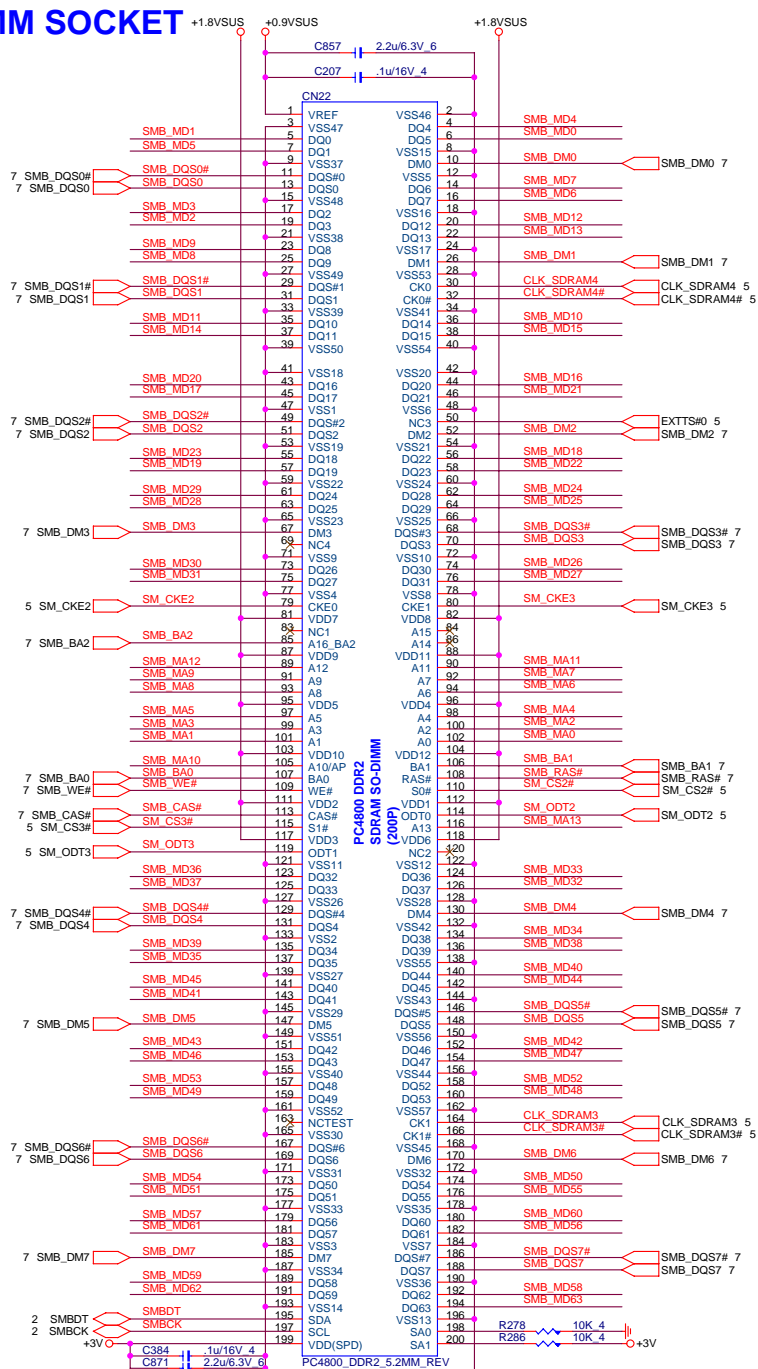 MM SOCKET
+1.8VSUS +0.9VSUS +1.8VSUS
C857 2.2u/6.3V_6
C207 .1u/16V_4
CN22
1 VREF VSS46 2
3 VSS47 DQ4 4 SMB_MD4
SMB_MD1 5 DQ0 DQ5 6 SMB_MD0
SMB_MD5 7 DQ1 VSS15 8
9 VSS37 DM0 10 SMB_DM0 SMB_DM0 7
7 SMB_DQS0# SMB_DQS0# 11 DQS#0 VSS5 12
7 SMB_DQS0 SMB_DQS0 13 DQS0 DQ6 14 SMB_MD7
15 VSS48 DQ7 16 SMB_MD6
SMB_MD3 17 DQ2 VSS16 18
SMB_MD2 19 DQ3 DQ12 20 SMB_MD12
21 VSS38 DQ13 22 SMB_MD13
SMB_MD9 23 DQ8 VSS17 24
SMB_MD8 25 DQ9 DM1 26 SMB_DM1 SMB_DM1 7
27 VSS49 VSS53 28
7 SMB_DQS1# SMB_DQS1# 29 DQS#1 CK0 30 CLK_SDRAM4 CLK_SDRAM4 5
7 SMB_DQS1 SMB_DQS1 31 DQS1 CK0# 32 CLK_SDRAM4# CLK_SDRAM4# 5
33 VSS39 VSS41 34
SMB_MD11 35 DQ10 DQ14 36 SMB_MD10
SMB_MD14 37 DQ11 DQ15 38 SMB_MD15
39 VSS50 VSS54 40
41 VSS18 VSS20 42
SMB_MD20 43 DQ16 DQ20 44 SMB_MD16
SMB_MD17 45 DQ17 DQ21 46 SMB_MD21
47 VSS1 VSS6 48
7 SMB_DQS2# SMB_DQS2# 49 DQS#2 NC3 50 EXTTS#0 5
7 SMB_DQS2 SMB_DQS2 51 DQS2 DM2 52 SMB_DM2 SMB_DM2 7
53 VSS19 VSS21 54
SMB_MD23 55 DQ18 DQ22 56 SMB_MD18
SMB_MD19 57 DQ19 DQ23 58 SMB_MD22
59 VSS22 VSS24 60
SMB_MD29 61 DQ24 DQ28 62 SMB_MD24
SMB_MD28 63 DQ25 DQ29 64 SMB_MD25
65 VSS23 VSS25 66
7 SMB_DM3 SMB_DM3 67 DM3 DQS#3 68 SMB_DQS3# SMB_DQS3# 7
69 NC4 DQS3 70 SMB_DQS3 SMB_DQS3 7
71 VSS9 VSS10 72
SMB_MD30 73 DQ26 DQ30 74 SMB_MD26
SMB_MD31 75 DQ27 DQ31 76 SMB_MD27
77 VSS4 VSS8 78
5 SM_CKE2 SM_CKE2 79 CKE0 CKE1 80 SM_CKE3 SM_CKE3 5
81 VDD7 VDD8 82
83 NC1 A15 84
7 SMB_BA2 SMB_BA2 85 A16_BA2 A14 86
87 VDD9 VDD11 88
SMB_MA12 89 A12 A11 90 SMB_MA11
SMB_MA9 91 A9 A7 92 SMB_MA7
SMB_MA8 93 A8 A6 94 SMB_MA6
95 VDD5 VDD4 96
SMB_MA5 97 A5 A4 98 SMB_MA4
SMB_MA3 99 A3 A2 100 SMB_MA2
SMB_MA1 101 A1 A0 102 SMB_MA0
103 VDD10 VDD12 104
SMB_MA10 105 A10/AP BA1 106 SMB_BA1 SMB_BA1 7
7 SMB_BA0 SMB_BA0 107 BA0 RAS# 108 SMB_RAS# SMB_RAS# 7
7 SMB_WE# SMB_WE# 109 WE# S0# 110 SM_CS2# SM_CS2# 5
111 VDD2 VDD1 112
7 SMB_CAS# SMB_CAS# 113 CAS# ODT0 114 SM_ODT2 SM_ODT2 5
5 SM_CS3# SM_CS3# 115 S1# A13 116 SMB_MA13
117 VDD3 VDD6 118
5 SM_ODT3 SM_ODT3 119 ODT1 NC2 120
PC4800 DDR2
SDRAM SO-DIMM
(200P)
121 VSS11 VSS12 122
SMB_MD36 123 DQ32 DQ36 124 SMB_MD33
SMB_MD37 125 DQ33 DQ37 126 SMB_MD32
127 VSS26 VSS28 128
7 SMB_DQS4# SMB_DQS4# 129 DQS#4 DM4 130 SMB_DM4 SMB_DM4 7
7 SMB_DQS4 SMB_DQS4 131 DQS4 VSS42 132
133 VSS2 DQ38 134 SMB_MD34
SMB_MD39 135 DQ34 DQ39 136 SMB_MD38
SMB_MD35 137 DQ35 VSS55 138
139 VSS27 DQ44 140 SMB_MD40
SMB_MD45 141 DQ40 DQ45 142 SMB_MD44
SMB_MD41 143 DQ41 VSS43 144
145 VSS29 DQS#5 146 SMB_DQS5# SMB_DQS5# 7
7 SMB_DM5 SMB_DM5 147 DM5 DQS5 148 SMB_DQS5 SMB_DQS5 7
149 VSS51 VSS56 150
SMB_MD43 151 DQ42 DQ46 152 SMB_MD42
SMB_MD46 153 DQ43 DQ47 154 SMB_MD47
155 VSS40 VSS44 156
SMB_MD53 157 DQ48 DQ52 158 SMB_MD52
SMB_MD49 159 DQ49 DQ53 160 SMB_MD48
161 VSS52 VSS57 162
163 NCTEST CK1 164 CLK_SDRAM3 CLK_SDRAM3 5
165 VSS30 CK1# 166 CLK_SDRAM3# CLK_SDRAM3# 5
7 SMB_DQS6# SMB_DQS6# 167 DQS#6 VSS45 168
7 SMB_DQS6 SMB_DQS6 169 DQS6 DM6 170 SMB_DM6 SMB_DM6 7
171 VSS31 VSS32 172
SMB_MD54 173 DQ50 DQ54 174 SMB_MD50
SMB_MD51 175 DQ51 DQ55 176 SMB_MD55
177 VSS33 VSS35 178
SMB_MD57 179 DQ56 DQ60 180 SMB_MD60
SMB_MD61 181 DQ57 DQ61 182 SMB_MD56
183 VSS3 VSS7 184
7 SMB_DM7 SMB_DM7 185 DM7 DQS#7 186 SMB_DQS7# SMB_DQS7# 7
187 VSS34 DQS7 188 SMB_DQS7 SMB_DQS7 7
SMB_MD59 189 DQ58 VSS36 190
SMB_MD62 191 DQ59 DQ62 192 SMB_MD58
193 VSS14 DQ63 194 SMB_MD63
2 SMBDT SMBDT 195 SDA VSS13 196
2 SMBCK SMBCK 197 SCL SA0 198 R278 10K_4
+3V 199 VDD(SPD) SA1 200 R286 10K_4 +3V
C384 .1u/16V_4
C871 2.2u/6.3V_6
PC4800_DDR2_5.2MM_REV